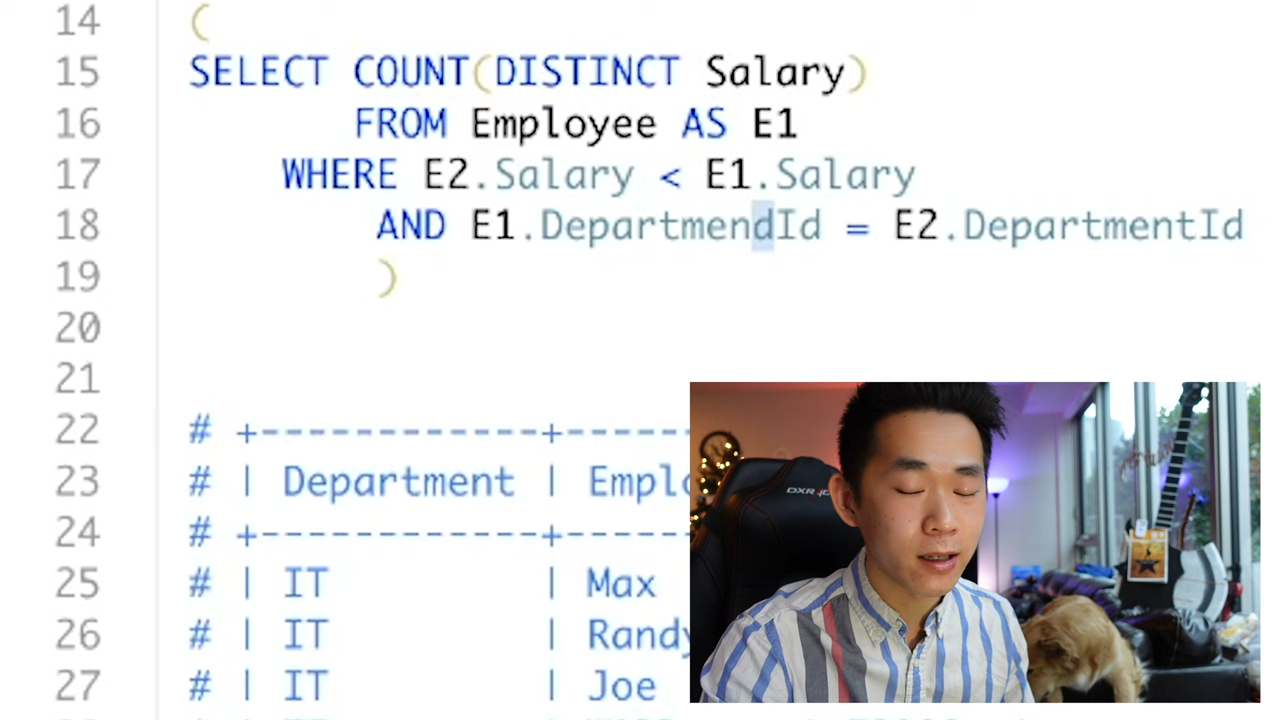 14 (
15 SELECT COUNT(DISTINCT Salary)
16 FROM Employee AS E1
17 WHERE E2.Salary < E1.Salary
18 AND E1.DepartmendId = E2.DepartmentId
19 )
20
21
22 # +------------+-----
23 # | Department | Emplo
24 # +------------+-----
25 # | IT | Max
26 # | IT | Randy
27 # | IT | Joe